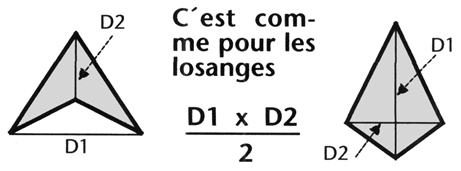 D2
D1
C´est com-
me pour les
losanges
D1 x D2
2
D1
D2